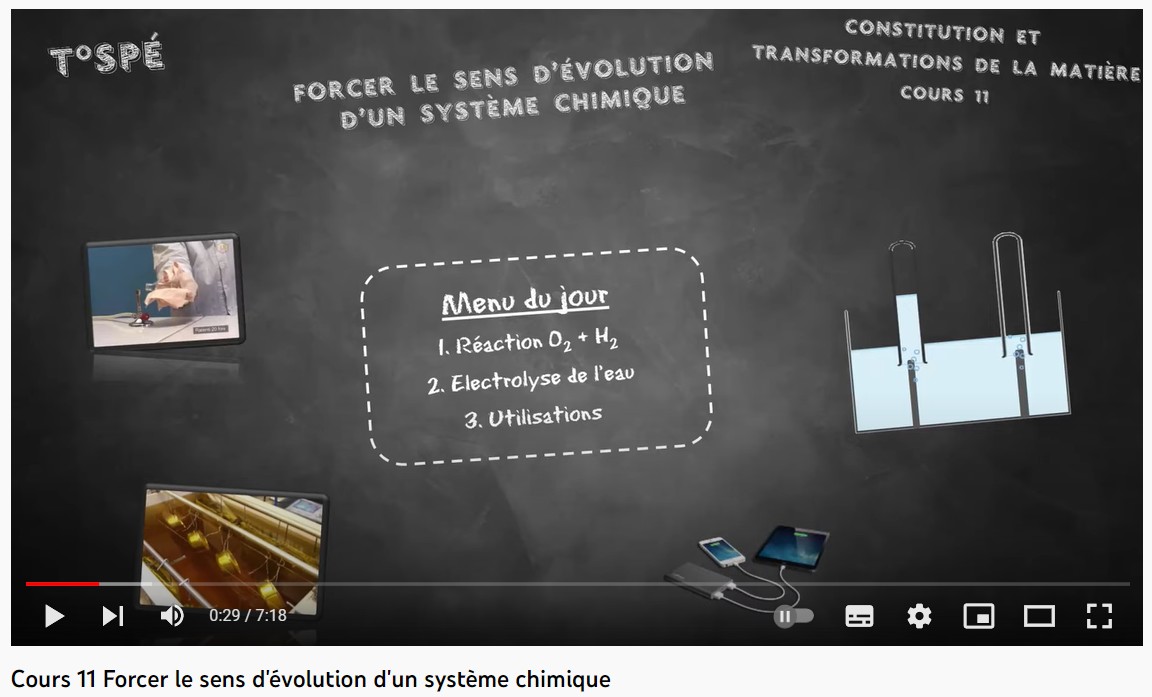 T°SPÉ
FORCER LE SENS D'ÉVOLUTION
D'UN SYSTÈME CHIMIQUE
CONSTITUTION ET
TRANSFORMATIONS DE LA MATIÈRE
COURS 11
Menu du jour
1. Réaction O₂ + H₂
2. Electrolyse de l'eau
3. Utilisations
0:29 / 7:18
Cours 11 Forcer le sens d'évolution d'un système chimique